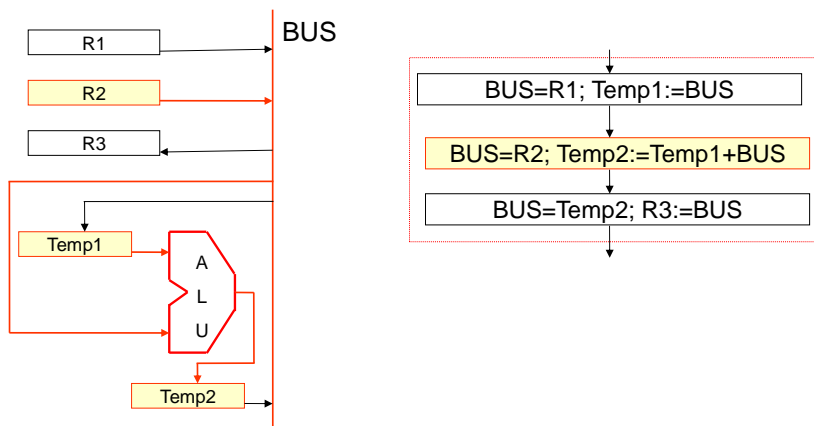 BUS
R1
R2
R3
Temp1
A
L
U
Temp2
BUS=R1; Temp1:=BUS
BUS=R2; Temp2:=Temp1+BUS
BUS=Temp2; R3:=BUS